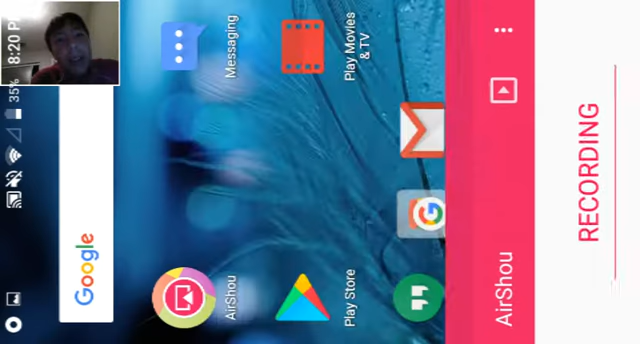 35% 8:20 P
Google
Messaging
AirShou
Play Movies
& TV
Play Store
AirShou
RECORDING